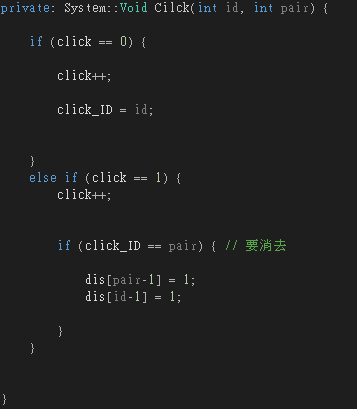 private: System::Void Cilck(int id, int pair) {
if (click == 0) {
click++;
click_ID = id;
}
else if (click == 1) {
click++;
if (click_ID == pair) { // 要消去
dis[pair-1] = 1;
dis[id-1] = 1;
}
}
}